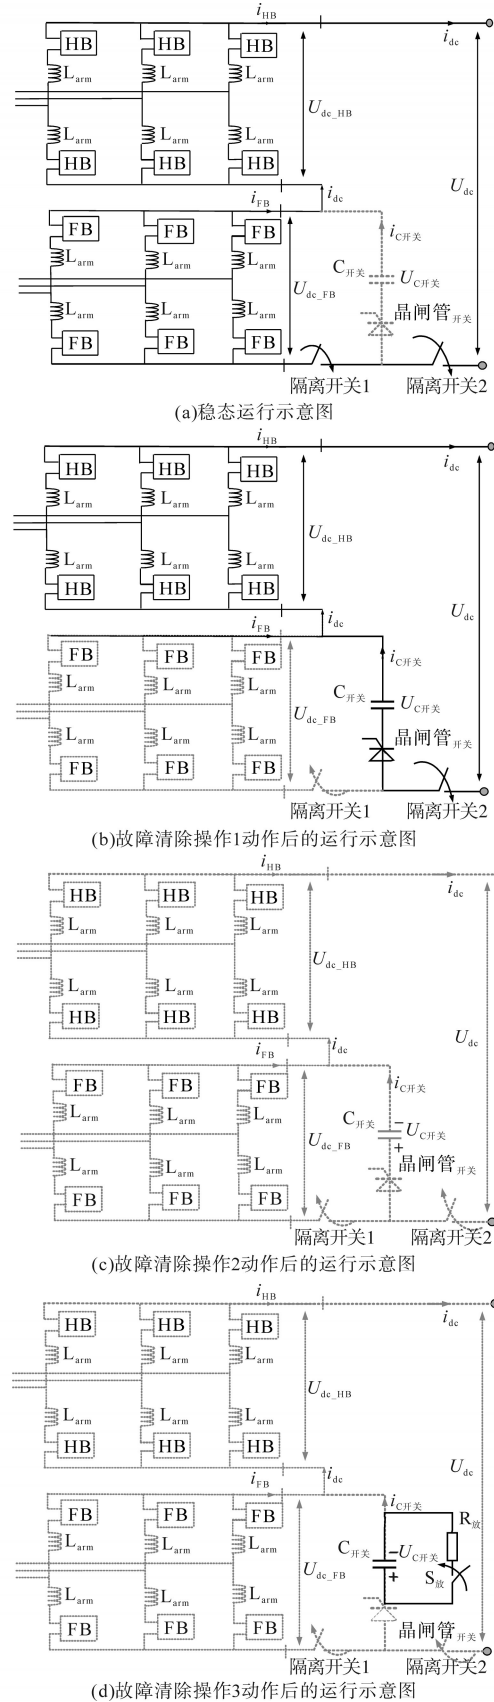 i_HB
HB HB HB
i_dc
L_arm L_arm L_arm
U_dc_HB
L_arm L_arm L_arm
HB HB HB
U_dc
i_FB i_dc
FB FB FB
i_C开关
L_arm L_arm L_arm
C_开关 U_C开关
U_dc_FB
L_arm L_arm L_arm
晶闸管_开关
FB FB FB
隔离开关1 隔离开关2
(a)稳态运行示意图
i_HB
HB HB HB
i_dc
L_arm L_arm L_arm
U_dc_HB
L_arm L_arm L_arm
HB HB HB
U_dc
i_FB i_dc
FB FB FB
i_C开关
L_arm L_arm L_arm
C_开关 U_C开关
U_dc_FB
L_arm L_arm L_arm
晶闸管_开关
FB FB FB
隔离开关1 隔离开关2
(b)故障清除操作1动作后的运行示意图
i_HB
HB HB HB
i_dc
L_arm L_arm L_arm
U_dc_HB
L_arm L_arm L_arm
HB HB HB
U_dc
i_FB i_dc
FB FB FB
i_C开关
L_arm L_arm L_arm
C_开关 − U_C开关
+
U_dc_FB
L_arm L_arm L_arm
晶闸管_开关
FB FB FB
隔离开关1 隔离开关2
(c)故障清除操作2动作后的运行示意图
i_HB
HB HB HB
i_dc
L_arm L_arm L_arm
U_dc_HB
L_arm L_arm L_arm
HB HB HB
U_dc
i_FB i_dc
FB FB FB
i_C开关
R_放
L_arm L_arm L_arm
C_开关 − U_C开关
+
S_放
U_dc_FB
L_arm L_arm L_arm
晶闸管_开关
FB FB FB
隔离开关1 隔离开关2
(d)故障清除操作3动作后的运行示意图